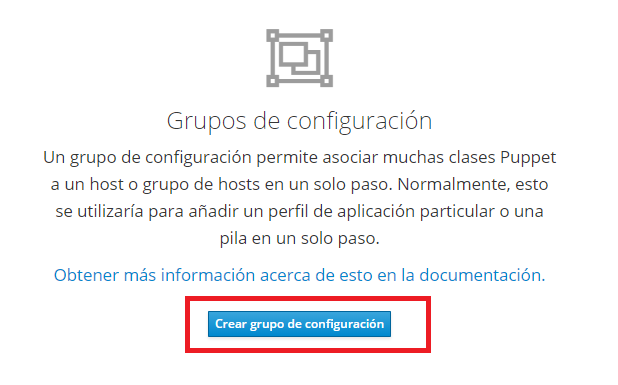 Grupos de configuración
Un grupo de configuración permite asociar muchas clases Puppet
a un host o grupo de hosts en un solo paso. Normalmente, esto
se utilizaría para añadir un perfil de aplicación particular o una
pila en un solo paso.
Obtener más información acerca de esto en la documentación.
Crear grupo de configuración